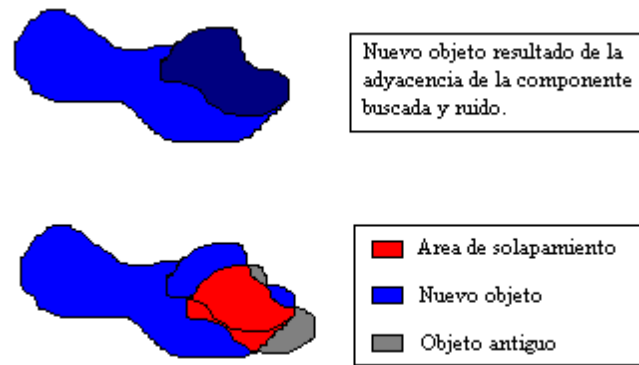 Nuevo objeto resultado de la
adyacencia de la componente
buscada y ruido.
Area de solapamiento
Nuevo objeto
Objeto antiguo